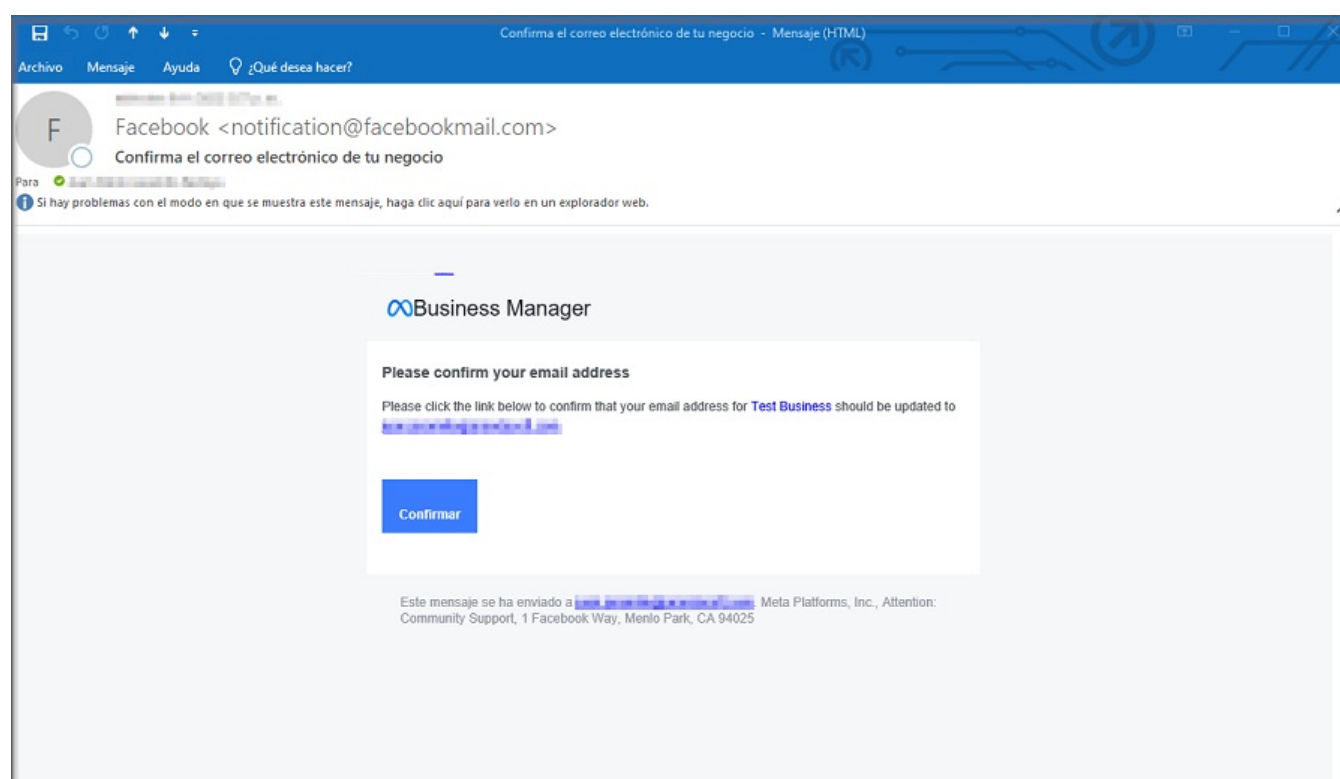 Confirma el correo electrónico de tu negocio - Mensaje (HTML)
Archivo Mensaje Ayuda ¿Qué desea hacer?
F
Facebook <notification@facebookmail.com>
Confirma el correo electrónico de tu negocio
Para
Si hay problemas con el modo en que se muestra este mensaje, haga clic aquí para verlo en un explorador web.
Business Manager
Please confirm your email address
Please click the link below to confirm that your email address for Test Business should be updated to
Confirmar
Este mensaje se ha enviado a . Meta Platforms, Inc., Attention:
Community Support, 1 Facebook Way, Menlo Park, CA 94025